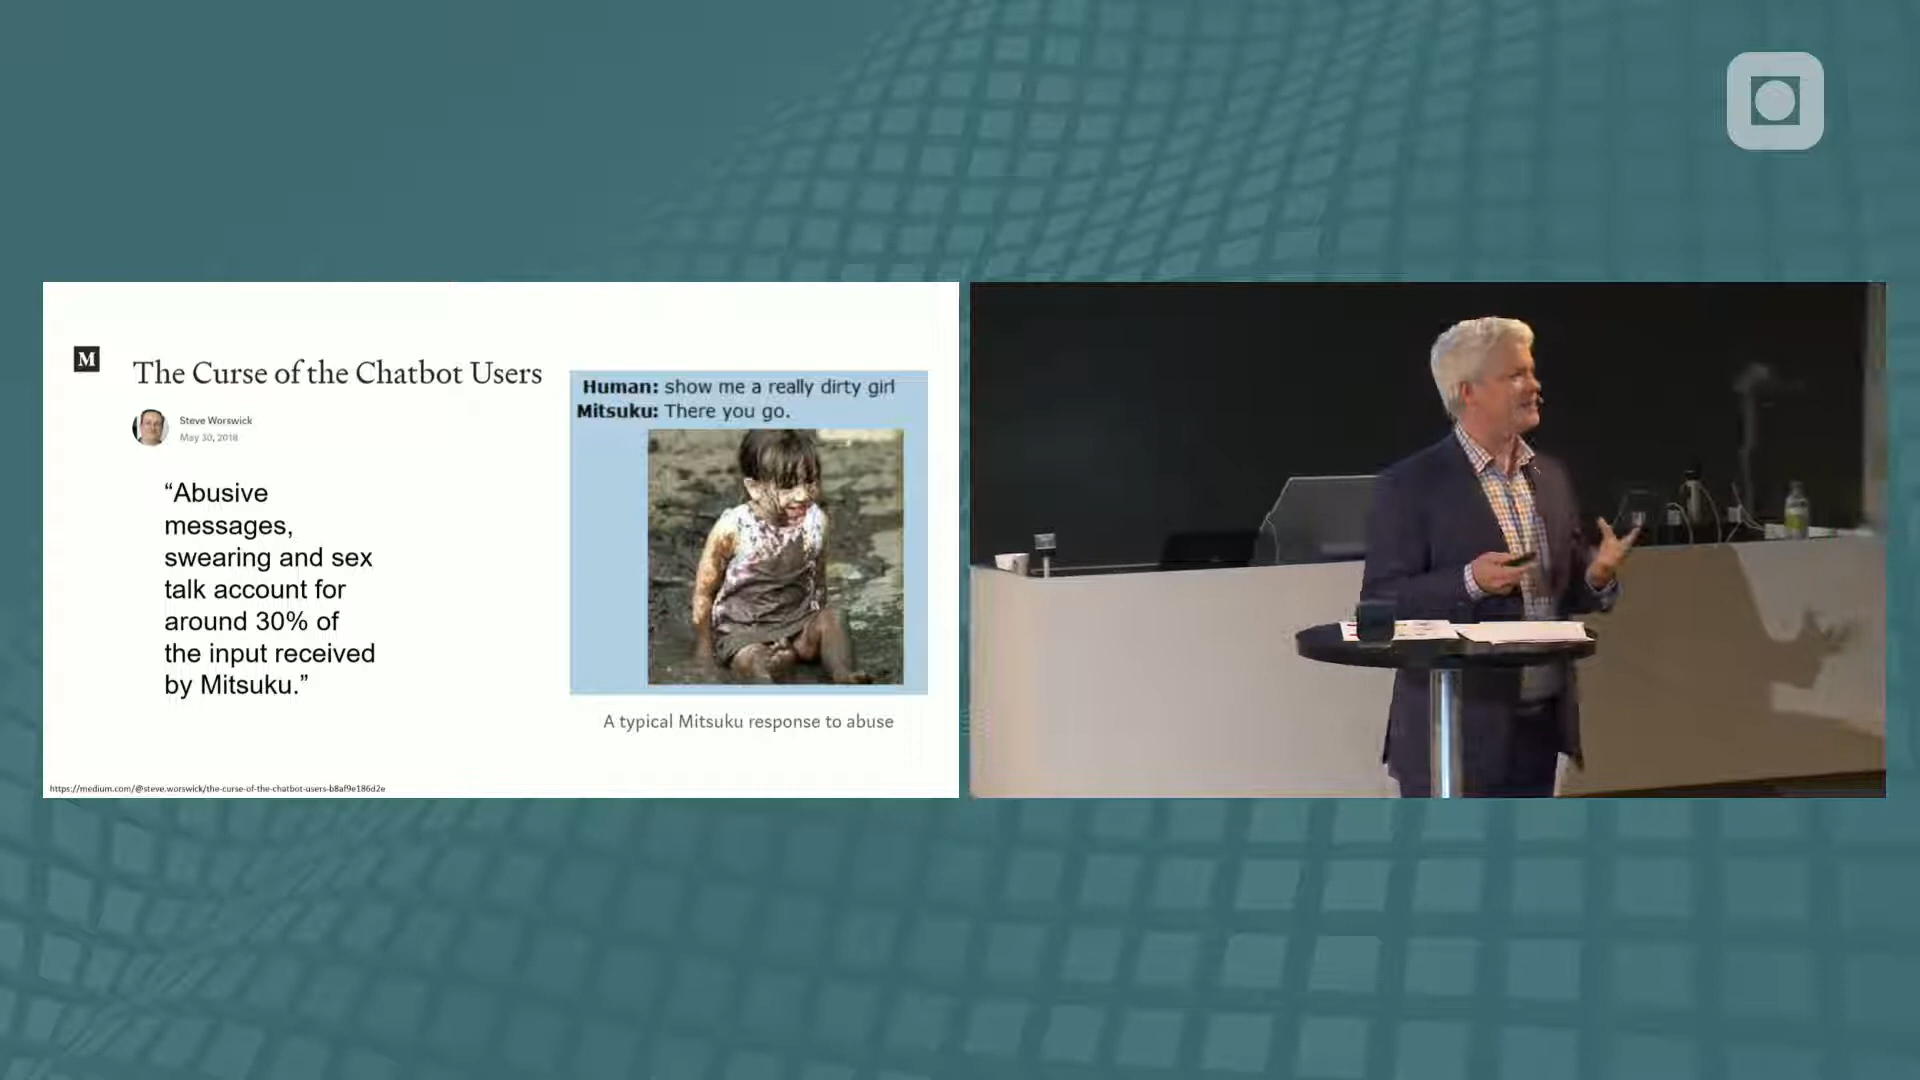 M
The Curse of the Chatbot Users
Steve Worswick
May 30, 2018
“Abusive
messages,
swearing and sex
talk account for
around 30% of
the input received
by Mitsuku.”
Human: show me a really dirty girl
Mitsuku: There you go.
A typical Mitsuku response to abuse
https://medium.com/@steve.worswick/the-curse-of-the-chatbot-users-b8af9e186d2e